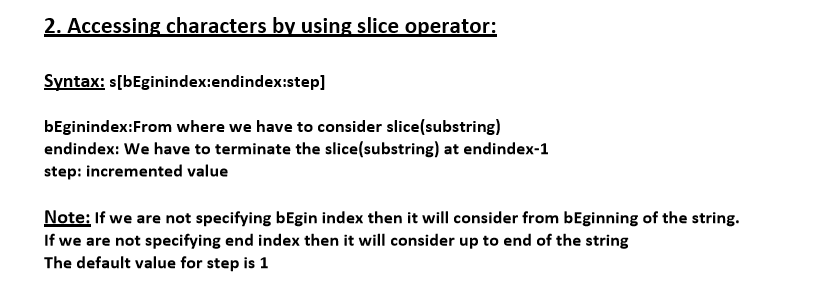 2. Accessing characters by using slice operator:
Syntax: s[bEginindex:endindex:step]
bEginindex:From where we have to consider slice(substring)
endindex: We have to terminate the slice(substring) at endindex-1
step: incremented value
Note: If we are not specifying bEgin index then it will consider from bEginning of the string.
If we are not specifying end index then it will consider up to end of the string
The default value for step is 1